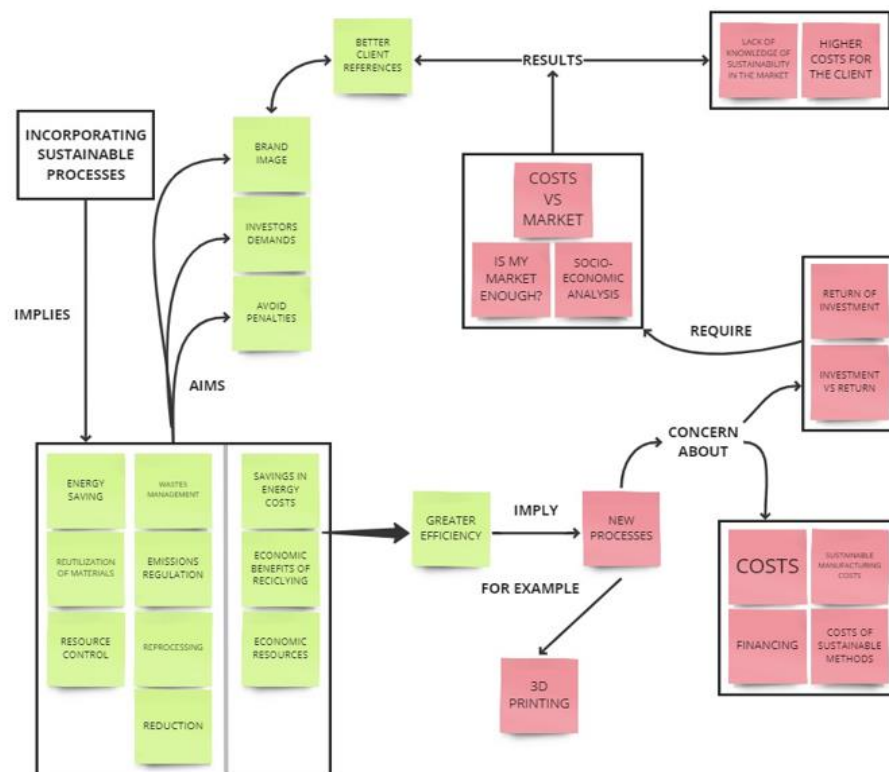 BETTER
CLIENT
REFERENCES
RESULTS
LACK OF
KNOWLEDGE OF
SUSTAINABILITY
IN THE MARKET
HIGHER
COSTS FOR
THE CLIENT
INCORPORATING
SUSTAINABLE
PROCESSES
BRAND
IMAGE
INVESTORS
DEMANDS
AVOID
PENALTIES
COSTS
VS
MARKET
IS MY
MARKET
ENOUGH?
SOCIO-
ECONOMIC
ANALYSIS
RETURN OF
INVESTMENT
INVESTMENT
VS RETURN
REQUIRE
IMPLIES
AIMS
CONCERN
ABOUT
ENERGY
SAVING
WASTES
MANAGEMENT
SAVINGS IN
ENERGY
COSTS
REUTILIZATION
OF MATERIALS
EMISSIONS
REGULATION
ECONOMIC
BENEFITS OF
RECICLYING
RESOURCE
CONTROL
REPROCESSING
ECONOMIC
RESOURCES
REDUCTION
GREATER
EFFICIENCY
IMPLY
NEW
PROCESSES
FOR EXAMPLE
3D
PRINTING
COSTS
SUSTAINABLE
MANUFACTURING
COSTS
FINANCING
COSTS OF
SUSTAINABLE
METHODS